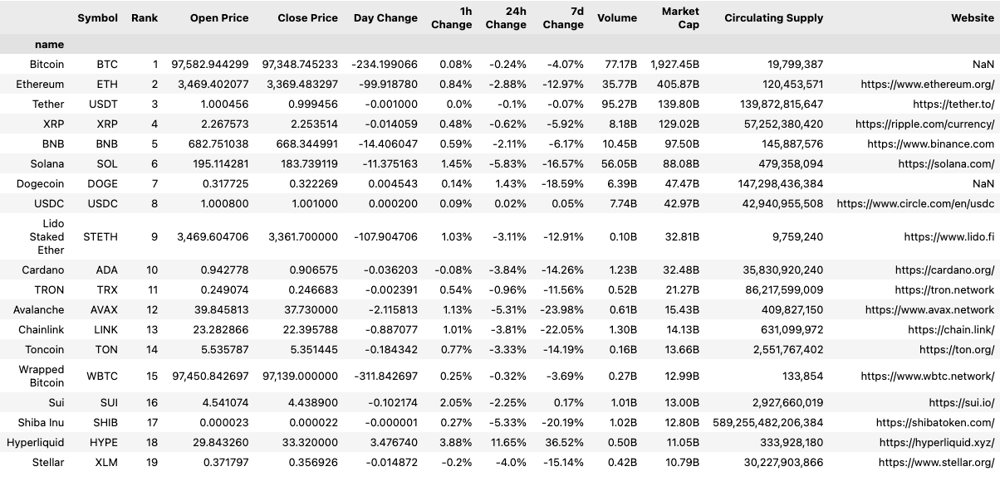 Symbol Rank Open Price Close Price Day Change 1h Change 24h Change 7d Change Volume Market Cap Circulating Supply Website
name
Bitcoin BTC 1 97,582.944299 97,348.745233 -234.199066 0.08% -0.24% -4.07% 77.17B 1,927.45B 19,799,387 NaN
Ethereum ETH 2 3,469.402077 3,369.483297 -99.918780 0.84% -2.88% -12.97% 35.77B 405.87B 120,453,571 https://www.ethereum.org/
Tether USDT 3 1.000456 0.999456 -0.001000 0.0% -0.1% -0.07% 95.27B 139.80B 139,872,815,647 https://tether.to/
XRP XRP 4 2.267573 2.253514 -0.014059 0.48% -0.62% -5.92% 8.18B 129.02B 57,252,380,420 https://ripple.com/currency/
BNB BNB 5 682.751038 668.344991 -14.406047 0.59% -2.11% -6.17% 10.45B 97.50B 145,887,576 https://www.binance.com
Solana SOL 6 195.114281 183.739119 -11.375163 1.45% -5.83% -16.57% 56.05B 88.08B 479,358,094 https://solana.com/
Dogecoin DOGE 7 0.317725 0.322269 0.004543 0.14% 1.43% -18.59% 6.39B 47.47B 147,298,436,384 NaN
USDC USDC 8 1.000800 1.001000 0.000200 0.09% 0.02% 0.05% 7.74B 42.97B 42,940,955,508 https://www.circle.com/en/usdc
Lido Staked Ether STETH 9 3,469.604706 3,361.700000 -107.904706 1.03% -3.11% -12.91% 0.10B 32.81B 9,759,240 https://www.lido.fi
Cardano ADA 10 0.942778 0.906575 -0.036203 -0.08% -3.84% -14.26% 1.23B 32.48B 35,830,920,240 https://cardano.org/
TRON TRX 11 0.249074 0.246683 -0.002391 0.54% -0.96% -11.56% 0.52B 21.27B 86,217,599,009 https://tron.network
Avalanche AVAX 12 39.845813 37.730000 -2.115813 1.13% -5.31% -23.98% 0.61B 15.43B 409,827,150 https://www.avax.network
Chainlink LINK 13 23.282866 22.395788 -0.887077 1.01% -3.81% -22.05% 1.30B 14.13B 631,099,972 https://chain.link/
Toncoin TON 14 5.535787 5.351445 -0.184342 0.77% -3.33% -14.19% 0.16B 13.66B 2,551,767,402 https://ton.org/
Wrapped Bitcoin WBTC 15 97,450.842697 97,139.000000 -311.842697 0.25% -0.32% -3.69% 0.27B 12.99B 133,854 https://www.wbtc.network/
Sui SUI 16 4.541074 4.438900 -0.102174 2.05% -2.25% 0.17% 1.01B 13.00B 2,927,660,019 https://sui.io/
Shiba Inu SHIB 17 0.000023 0.000022 -0.000001 0.27% -5.33% -20.19% 1.02B 12.80B 589,255,482,206,384 https://shibatoken.com/
Hyperliquid HYPE 18 29.843260 33.320000 3.476740 3.88% 11.65% 36.52% 0.50B 11.05B 333,928,180 https://hyperliquid.xyz/
Stellar XLM 19 0.371797 0.356926 -0.014872 -0.2% -4.0% -15.14% 0.42B 10.79B 30,227,903,866 https://www.stellar.org/